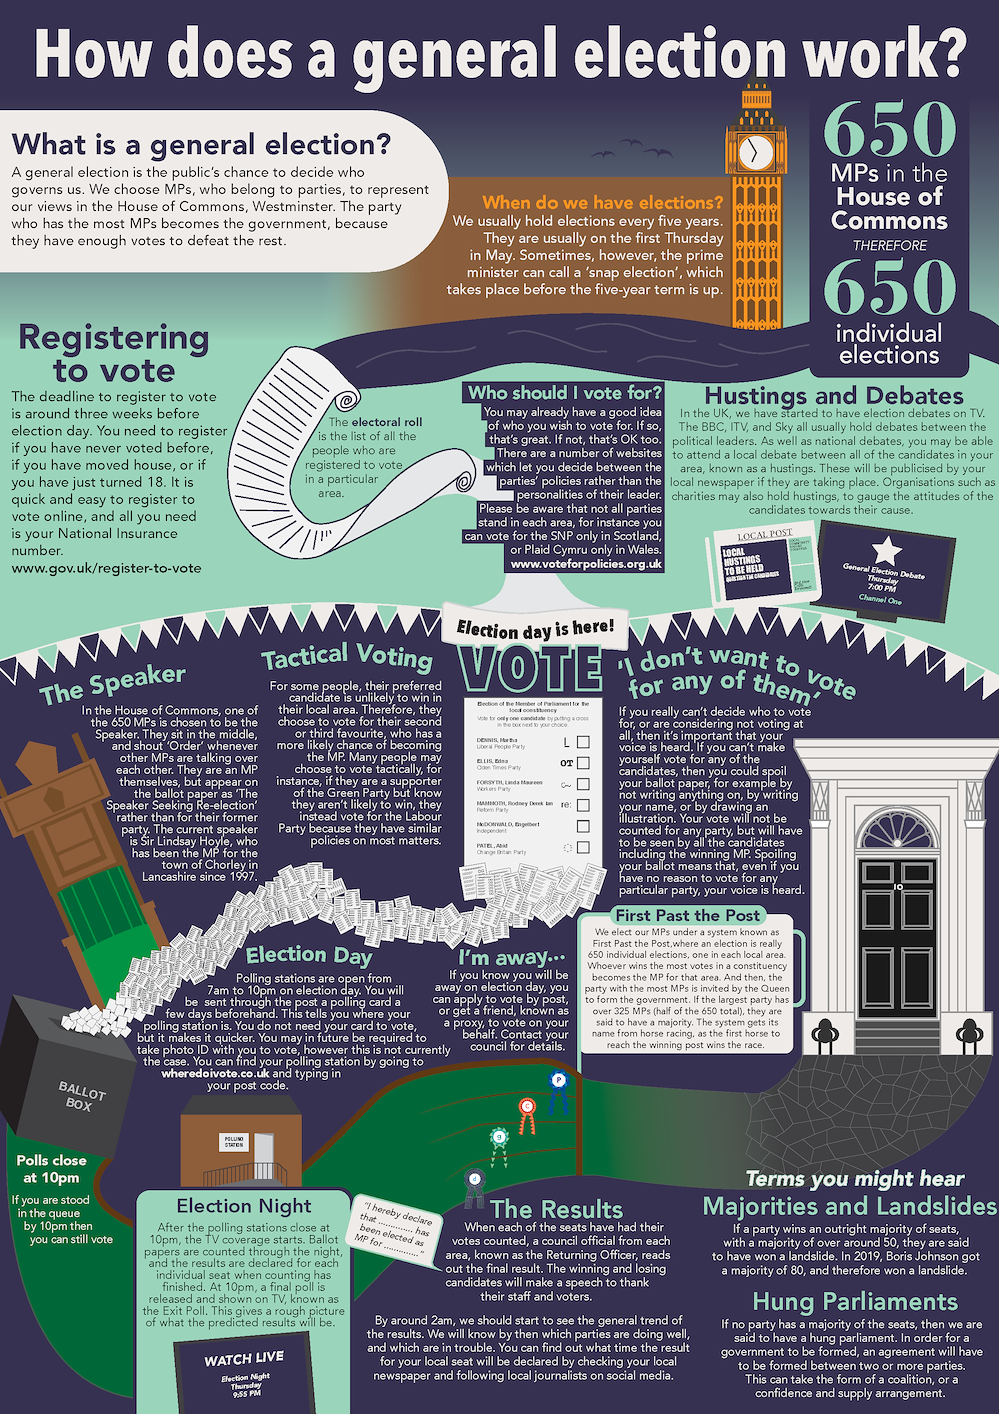 How does a general election work?
What is a general election?
A general election is the public's chance to decide who
governs us. We choose MPs, who belong to parties, to represent
our views in the House of Commons, Westminster. The party
who has the most MPs becomes the government, because
they have enough votes to defeat the rest.
When do we have elections?
We usually hold elections every five years.
They are usually on the first Thursday
in May. Sometimes, however, the prime
minister can call a 'snap election', which
takes place before the five-year term is up.
650
MPs in the
House of
Commons
THEREFORE
650
individual
elections
Registering
to vote
The deadline to register to vote
is around three weeks before
election day. You need to register
if you have never voted before,
if you have moved house, or if
you have just turned 18. It is
quick and easy to register to
vote online, and all you need
is your National Insurance
number.
www.gov.uk/register-to-vote
The electoral roll
is the list of all the
people who are
registered to vote
in a particular
area.
Who should I vote for?
You may already have a good idea
of who you wish to vote for. If so,
that's great. If not, that's OK too.
There are a number of websites
which let you decide between the
parties' policies rather than the
personalities of their leader.
Please be aware that not all parties
stand in each area, for instance you
can vote for the SNP only in Scotland,
or Plaid Cymru only in Wales.
www.voteforpolicies.org.uk
Hustings and Debates
In the UK, we have started to have election debates on TV.
The BBC, ITV, and Sky all usually hold debates between the
political leaders. As well as national debates, you may be able
to attend a local debate between all of the candidates in your
area, known as a hustings. These will be publicised by your
local newspaper if they are taking place. Organisations such as
charities may also hold hustings, to gauge the attitudes of the
candidates towards their cause.
LOCAL POST
LOCAL
HUSTINGS
TO BE HELD
General Election Debate
Thursday
7:00 PM
Channel One
Election day is here!
VOTE
Election of the Member of Parliament for the
local constituency
Vote for only one candidate by putting a cross
in the box next to your choice.
DENNIS, Martha
Liberal People Party
L
ELLIS, Edna
Olden Times Party
OT
FORSYTH, Linda Maureen
Workers Party
MAMMOTH, Rodney Derek Ian
Reform Party
re:
McDONWALD, Engelbert
Independent
PATEL, Abid
Change Britain Party
The Speaker
In the House of Commons, one of
the 650 MPs is chosen to be the
Speaker. They sit in the middle,
and shout 'Order' whenever
other MPs are talking over
each other. They are an MP
themselves, but appear on
the ballot paper as 'The
Speaker Seeking Re-election'
rather than for their former
party. The current speaker
is Sir Lindsay Hoyle, who
has been the MP for the
town of Chorley in
Lancashire since 1997.
Tactical Voting
For some people, their preferred
candidate is unlikely to win in
their local area. Therefore, they
choose to vote for their second
or third favourite, who has a
more likely chance of becoming
the MP. Many people may
choose to vote tactically, for
instance, if they are a supporter
of the Green Party but know
they aren't likely to win, they
instead vote for the Labour
Party because they have similar
policies on most matters.
'I don't want to vote
for any of them'
If you really can't decide who to vote
for, or are considering not voting at
all, then it's important that your
voice is heard. If you can't make
yourself vote for any of the
candidates, then you could spoil
your ballot paper, for example by
not writing anything on, by writing
your name, or by drawing an
illustration. Your vote will not be
counted for any party, but will have
to be seen by all the candidates
including the winning MP. Spoiling
your ballot means that, even if you
have no reason to vote for any
particular party, your voice is heard.
10
First Past the Post
We elect our MPs under a system known as
First Past the Post,where an election is really
650 individual elections, one in each local area.
Whoever wins the most votes in a constituency
becomes the MP for that area. And then, the
party with the most MPs is invited by the Queen
to form the government. If the largest party has
over 325 MPs (half of the 650 total), they are
said to have a majority. The system gets its
name from horse racing, as the first horse to
reach the winning post wins the race.
Election Day
Polling stations are open from
7am to 10pm on election day. You will
be sent through the post a polling card a
few days beforehand. This tells you where your
polling station is. You do not need your card to vote,
but it makes it quicker. You may in future be required to
take photo ID with you to vote, however this is not currently
the case. You can find your polling station by going to
wheredoivote.co.uk and typing in
your post code.
I'm away...
If you know you will be
away on election day, you
can apply to vote by post,
or get a friend, known as
a proxy, to vote on your
behalf. Contact your
council for details.
BALLOT
BOX
Polls close
at 10pm
If you are stood
in the queue
by 10pm then
you can still vote
POLLING
STATION
P
C
g
d
Election Night
After the polling stations close at
10pm, the TV coverage starts. Ballot
papers are counted through the night,
and the results are declared for each
individual seat when counting has
finished. At 10pm, a final poll is
released and shown on TV, known as
the Exit Poll. This gives a rough picture
of what the predicted results will be.
WATCH LIVE
Election Night
Thursday
9:55 PM
"I hereby declare
that ............. has
been elected as
MP for ............."
The Results
When each of the seats have had their
votes counted, a council official from each
area, known as the Returning Officer, reads
out the final result. The winning and losing
candidates will make a speech to thank
their staff and voters.
By around 2am, we should start to see the general trend of
the results. We will know by then which parties are doing well,
and which are in trouble. You can find out what time the result
for your local seat will be declared by checking your local
newspaper and following local journalists on social media.
Terms you might hear
Majorities and Landslides
If a party wins an outright majority of seats,
with a majority of over around 50, they are said
to have won a landslide. In 2019, Boris Johnson got
a majority of 80, and therefore won a landslide.
Hung Parliaments
If no party has a majority of the seats, then we are
said to have a hung parliament. In order for a
government to be formed, an agreement will have
to be formed between two or more parties.
This can take the form of a coalition, or a
confidence and supply arrangement.